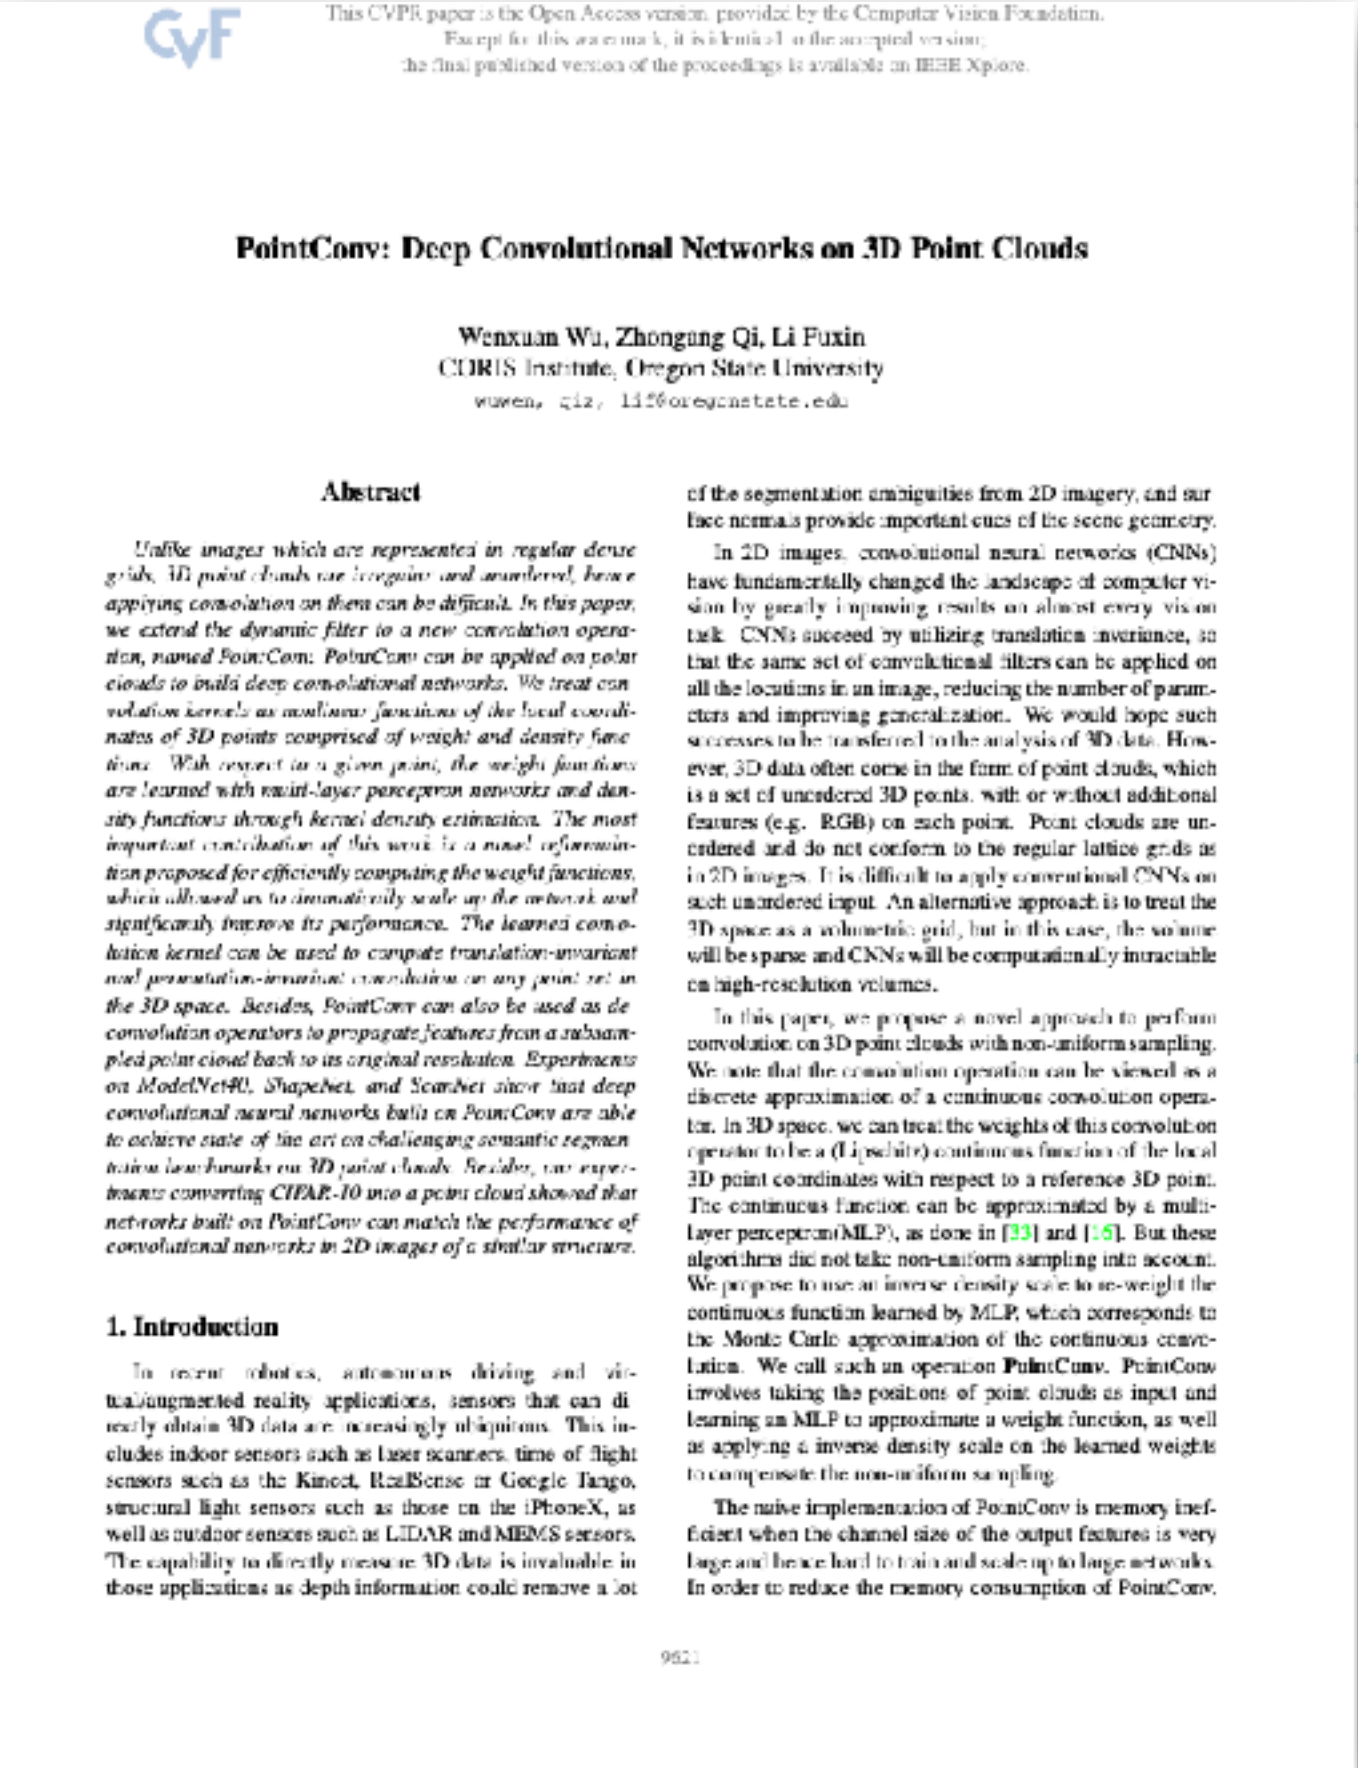 CVF
This CVPR paper is the Open Access version, provided by the Computer Vision Foundation.
Except for this watermark, it is identical to the accepted version;
the final published version of the proceedings is available on IEEE Xplore.
PointConv: Deep Convolutional Networks on 3D Point Clouds
Wenxuan Wu, Zhongang Qi, Li Fuxin
CORIS Institute, Oregon State University
wuwen, qiz, lif@oregonstate.edu
Abstract
Unlike images which are represented in regular dense
grids, 3D point clouds are irregular and unordered, hence
applying convolution on them can be difficult. In this paper,
we extend the dynamic filter to a new convolution opera-
tion, named PointConv. PointConv can be applied on point
clouds to build deep convolutional networks. We treat con-
volution kernels as nonlinear functions of the local coordi-
nates of 3D points comprised of weight and density func-
tions. With respect to a given point, the weight functions
are learned with multi-layer perceptron networks and den-
sity functions through kernel density estimation. The most
important contribution of this work is a novel reformula-
tion proposed for efficiently computing the weight functions,
which allowed us to dramatically scale up the network and
significantly improve its performance. The learned convo-
lution kernel can be used to compute translation-invariant
and permutation-invariant convolution on any point set in
the 3D space. Besides, PointConv can also be used as de-
convolution operators to propagate features from a subsam-
pled point cloud back to its original resolution. Experiments
on ModelNet40, ShapeNet, and ScanNet show that deep
convolutional neural networks built on PointConv are able
to achieve state-of-the-art on challenging semantic segmen-
tation benchmarks on 3D point clouds. Besides, our exper-
iments converting CIFAR-10 into a point cloud showed that
networks built on PointConv can match the performance of
convolutional networks in 2D images of a similar structure.
1. Introduction
In recent robotics, autonomous driving and vir-
tual/augmented reality applications, sensors that can di-
rectly obtain 3D data are increasingly ubiquitous. This in-
cludes indoor sensors such as laser scanners, time-of-flight
sensors such as the Kinect, RealSense or Google Tango,
structural light sensors such as those on the iPhoneX, as
well as outdoor sensors such as LIDAR and MEMS sensors.
The capability to directly measure 3D data is invaluable in
those applications as depth information could remove a lot
of the segmentation ambiguities from 2D imagery, and sur-
face normals provide important cues of the scene geometry.
In 2D images, convolutional neural networks (CNNs)
have fundamentally changed the landscape of computer vi-
sion by greatly improving results on almost every vision
task. CNNs succeed by utilizing translation invariance, so
that the same set of convolutional filters can be applied on
all the locations in an image, reducing the number of param-
eters and improving generalization. We would hope such
successes to be transferred to the analysis of 3D data. How-
ever, 3D data often come in the form of point clouds, which
is a set of unordered 3D points, with or without additional
features (e.g. RGB) on each point. Point clouds are un-
ordered and do not conform to the regular lattice grids as
in 2D images. It is difficult to apply conventional CNNs on
such unordered input. An alternative approach is to treat the
3D space as a volumetric grid, but in this case, the volume
will be sparse and CNNs will be computationally intractable
on high-resolution volumes.
In this paper, we propose a novel approach to perform
convolution on 3D point clouds with non-uniform sampling.
We note that the convolution operation can be viewed as a
discrete approximation of a continuous convolution opera-
tor. In 3D space, we can treat the weights of this convolution
operator to be a (Lipschitz) continuous function of the local
3D point coordinates with respect to a reference 3D point.
The continuous function can be approximated by a multi-
layer perceptron(MLP), as done in [33] and [16]. But these
algorithms did not take non-uniform sampling into account.
We propose to use an inverse density scale to re-weight the
continuous function learned by MLP, which corresponds to
the Monte Carlo approximation of the continuous convo-
lution. We call such an operation PointConv. PointConv
involves taking the positions of point clouds as input and
learning an MLP to approximate a weight function, as well
as applying a inverse density scale on the learned weights
to compensate the non-uniform sampling.
The naive implementation of PointConv is memory inef-
ficient when the channel size of the output features is very
large and hence hard to train and scale up to large networks.
In order to reduce the memory consumption of PointConv,
9621